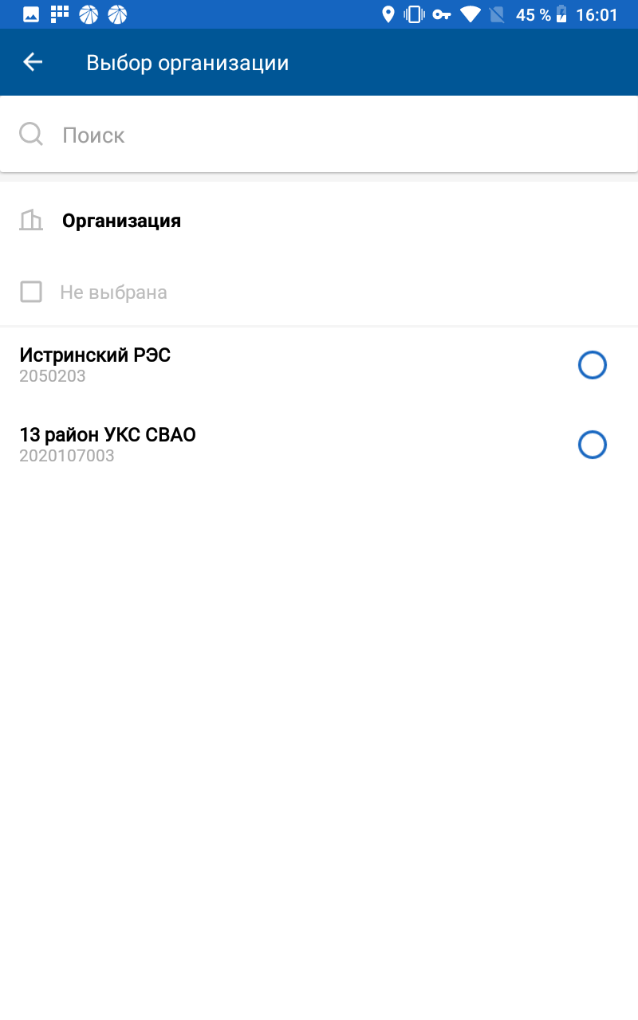 45 % 16:01
Выбор организации
Поиск
Организация
Не выбрана
Истринский РЭС
2050203
13 район УКС СВАО
2020107003